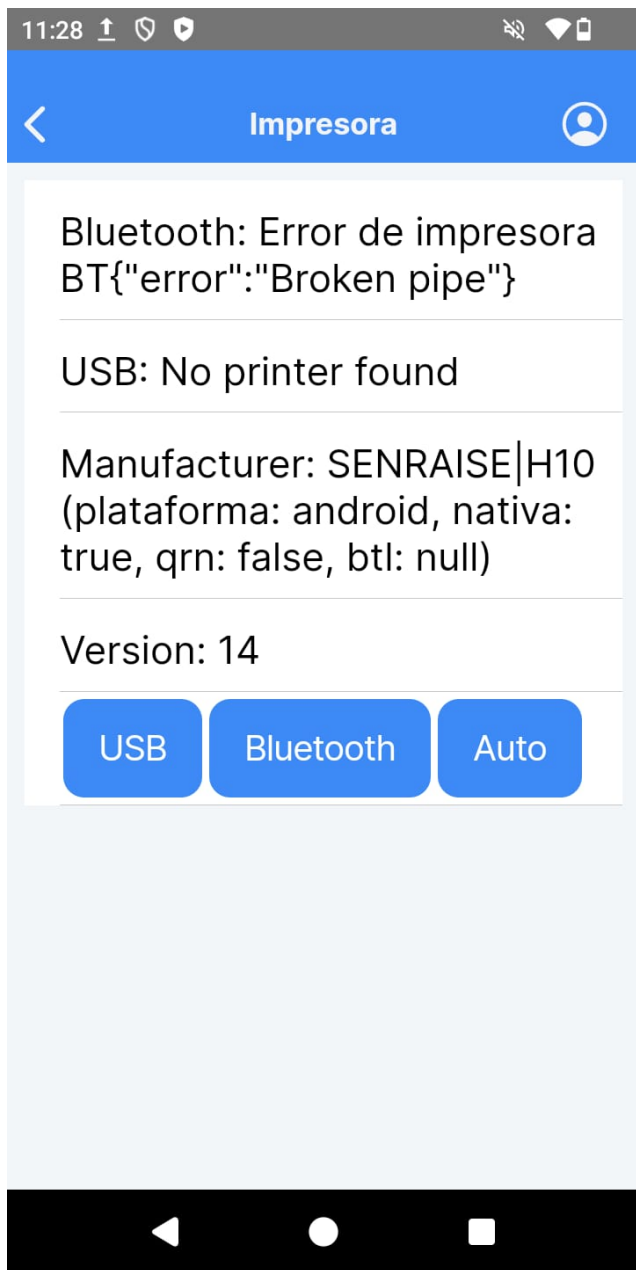 11:28
Impresora
Bluetooth: Error de impresora
BT{"error":"Broken pipe"}
USB: No printer found
Manufacturer: SENRAISE|H10
(plataforma: android, nativa:
true, qrn: false, btl: null)
Version: 14
USB
Bluetooth
Auto